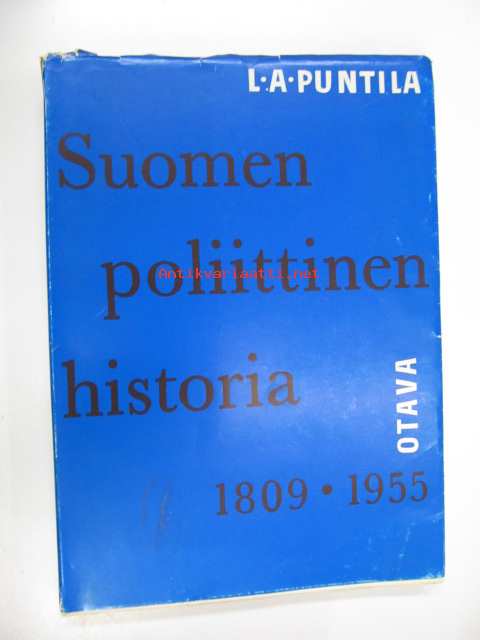 L·A·PUNTILA
Suomen
poliittinen
Antikvariaatti.net
historia
OTAVA
1809 · 1955